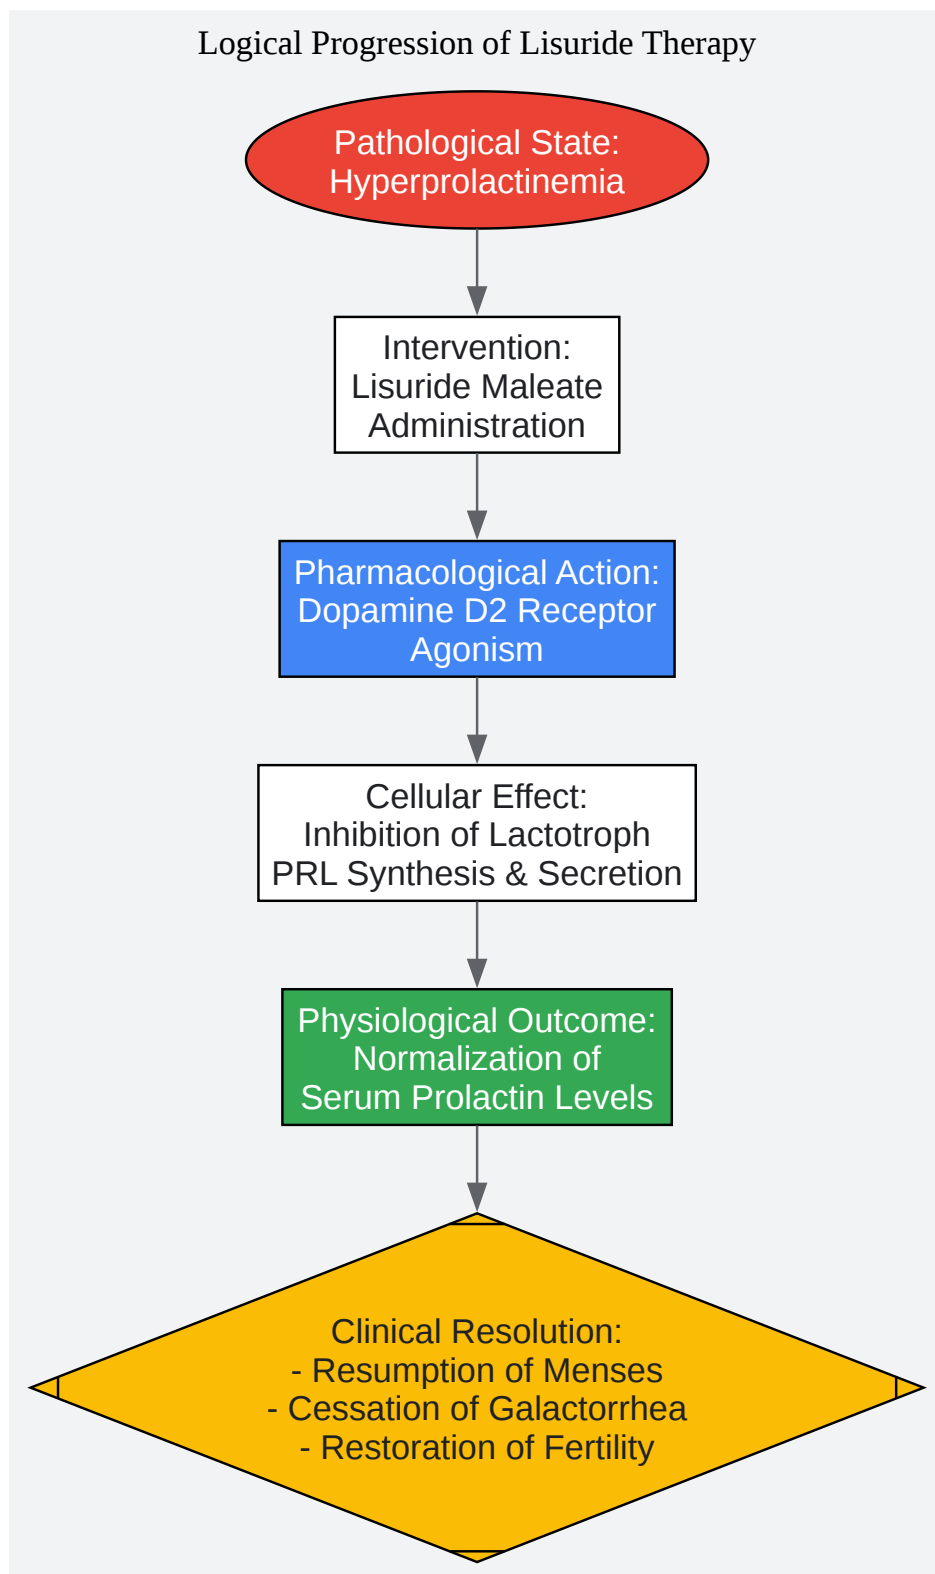 Logical Progression of Lisuride Therapy
Pathological State:
Hyperprolactinemia
Intervention:
Lisuride Maleate
Administration
Pharmacological Action:
Dopamine D2 Receptor
Agonism
Cellular Effect:
Inhibition of Lactotroph
PRL Synthesis & Secretion
Physiological Outcome:
Normalization of
Serum Prolactin Levels
Clinical Resolution:
- Resumption of Menses
- Cessation of Galactorrhea
- Restoration of Fertility